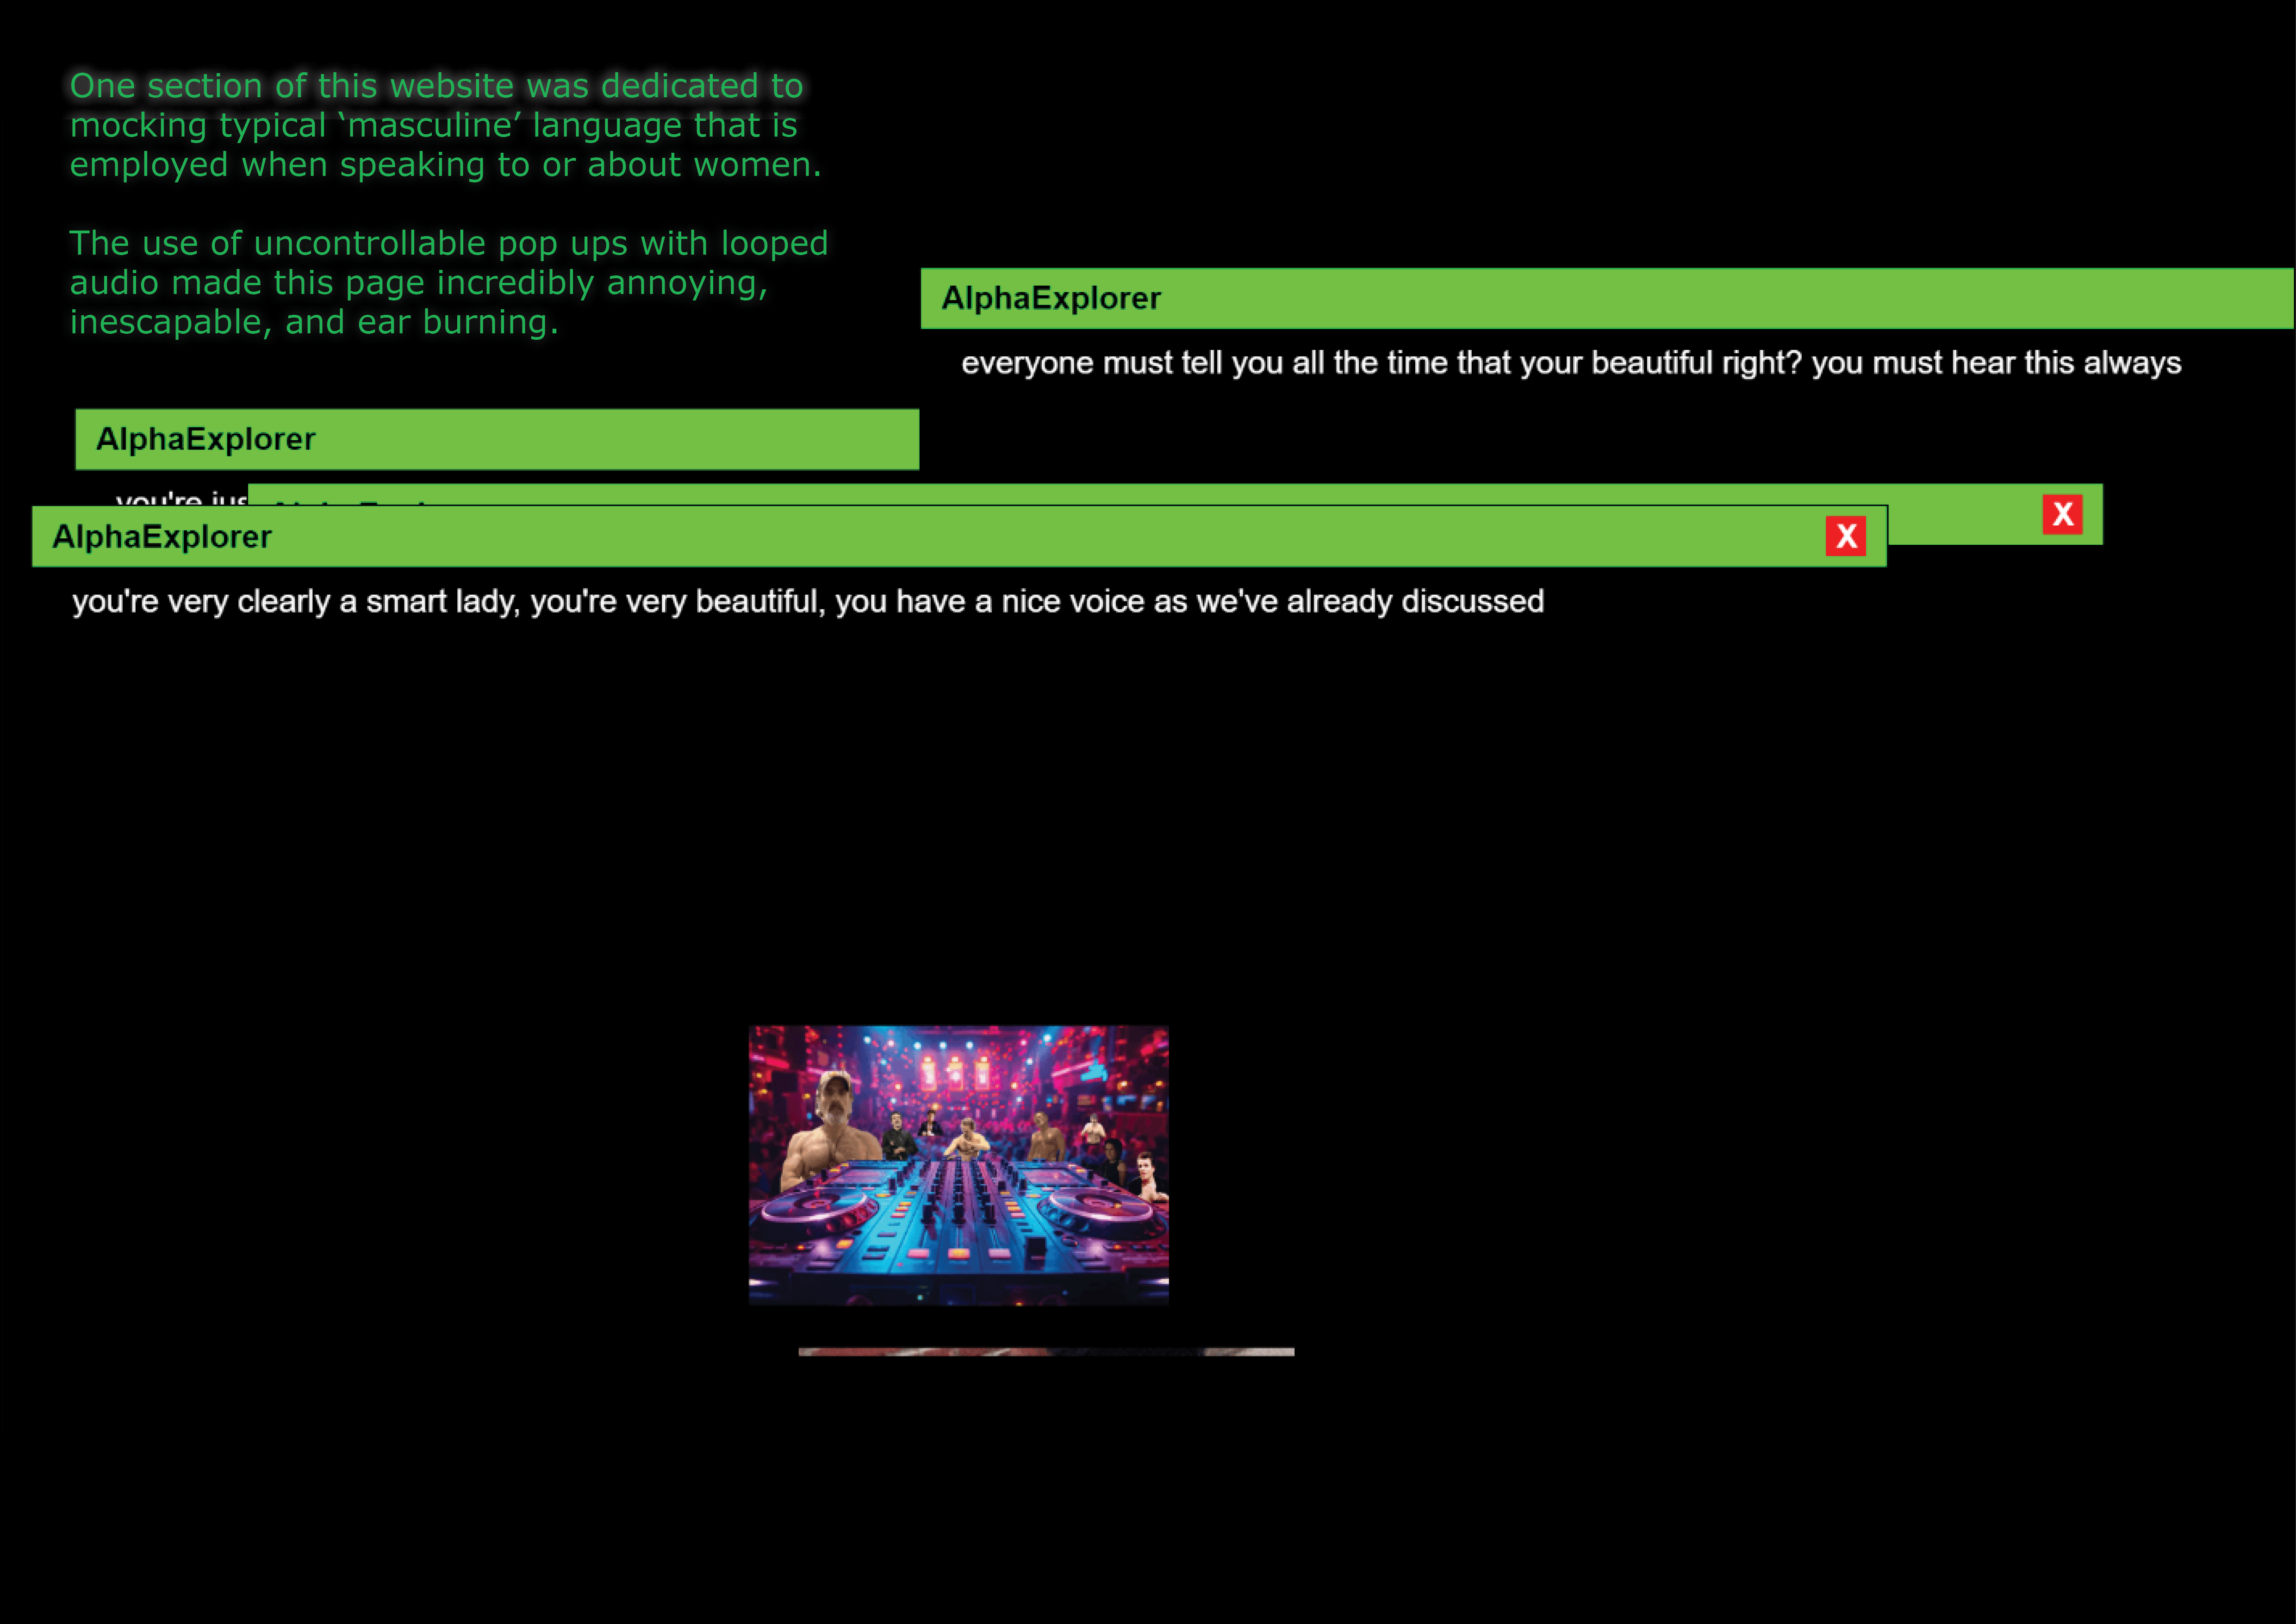 One section of this website was dedicated to
mocking typical ‘masculine’ language that is
employed when speaking to or about women.
The use of uncontrollable pop ups with looped
audio made this page incredibly annoying,
inescapable, and ear burning.
AlphaExplorer
everyone must tell you all the time that your beautiful right? you must hear this always
AlphaExplorer
you're
X
AlphaExplorer
X
you're very clearly a smart lady, you're very beautiful, you have a nice voice as we've already discussed